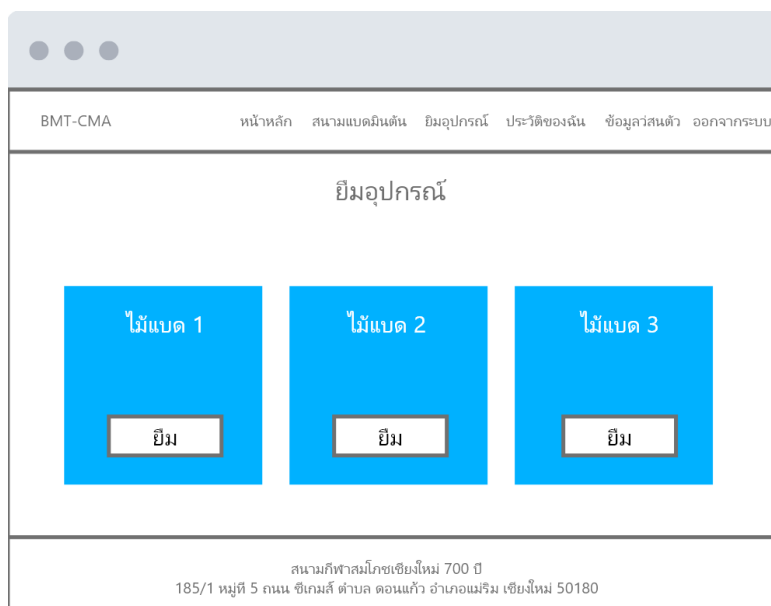 BMT-CMA หน้าหลัก สนามแบดมินตัน ยิมอุปกรณ์ ประวัติของฉัน ข้อมูลว่สนตัว ออกจากระบบ
ยืมอุปกรณ์
ไม้แบด 1 ไม้แบด 2 ไม้แบด 3
ยืม ยืม ยืม
สนามกีฬาสมโภชเชียงใหม่ 700 ปี
185/1 หมู่ที่ 5 ถนน ซีเกมส์ ตำบล ดอนแก้ว อำเภอแม่ริม เชียงใหม่ 50180